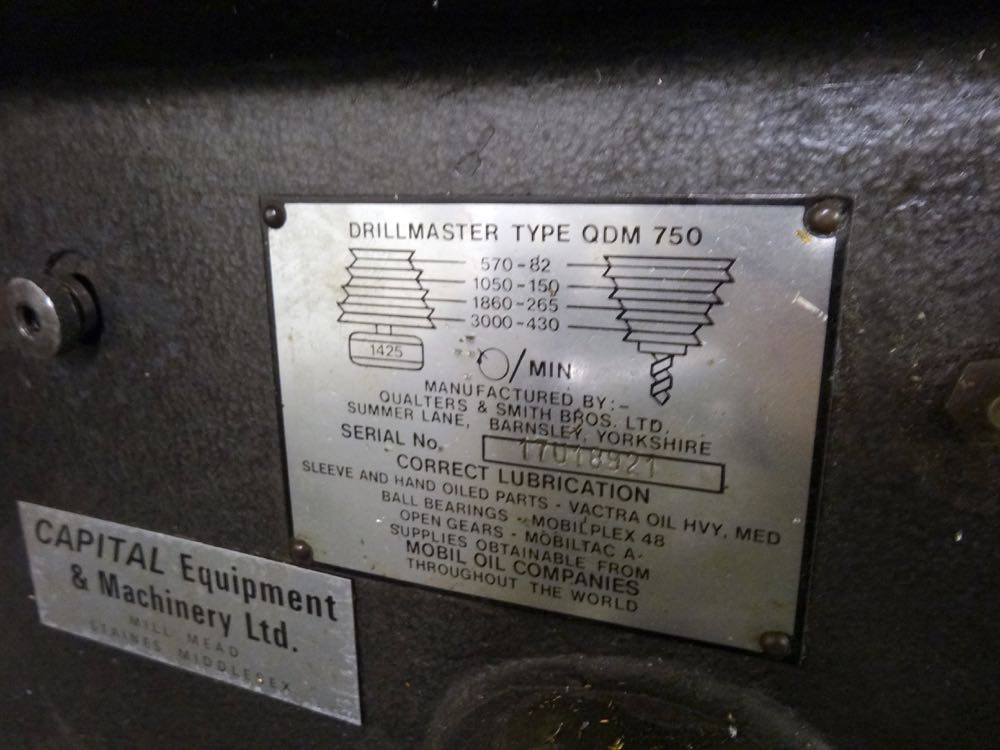 DRILLMASTER TYPE QDM 750
570-82
1050-150
1860-265
3000-430
1425
/MIN
MANUFACTURED BY:-
QUALTERS & SMITH BROS. LTD.
SUMMER LANE, BARNSLEY, YORKSHIRE
SERIAL No. 17018921
CORRECT LUBRICATION
SLEEVE AND HAND OILED PARTS - VACTRA OIL HVY. MED
BALL BEARINGS - MOBILPLEX 48
OPEN GEARS - MOBILTAC A.
SUPPLIES OBTAINABLE FROM
MOBIL OIL COMPANIES
THROUGHOUT THE WORLD
CAPITAL Equipment
& Machinery Ltd.
MILL MEAD
STAINES MIDDLESEX